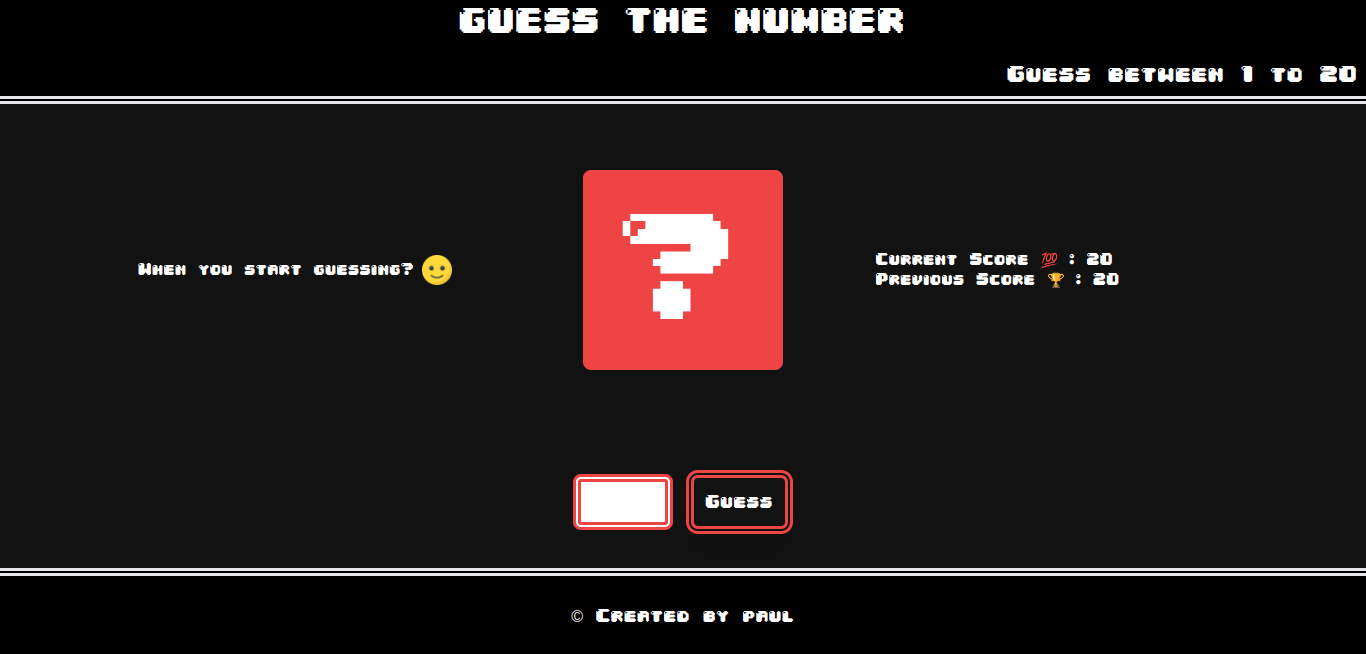 Guess the number
Guess between 1 to 20
When you start guessing? 🙂
?
Current Score 💯 : 20
Previous Score 🏆 : 20
Guess
© Created by paul